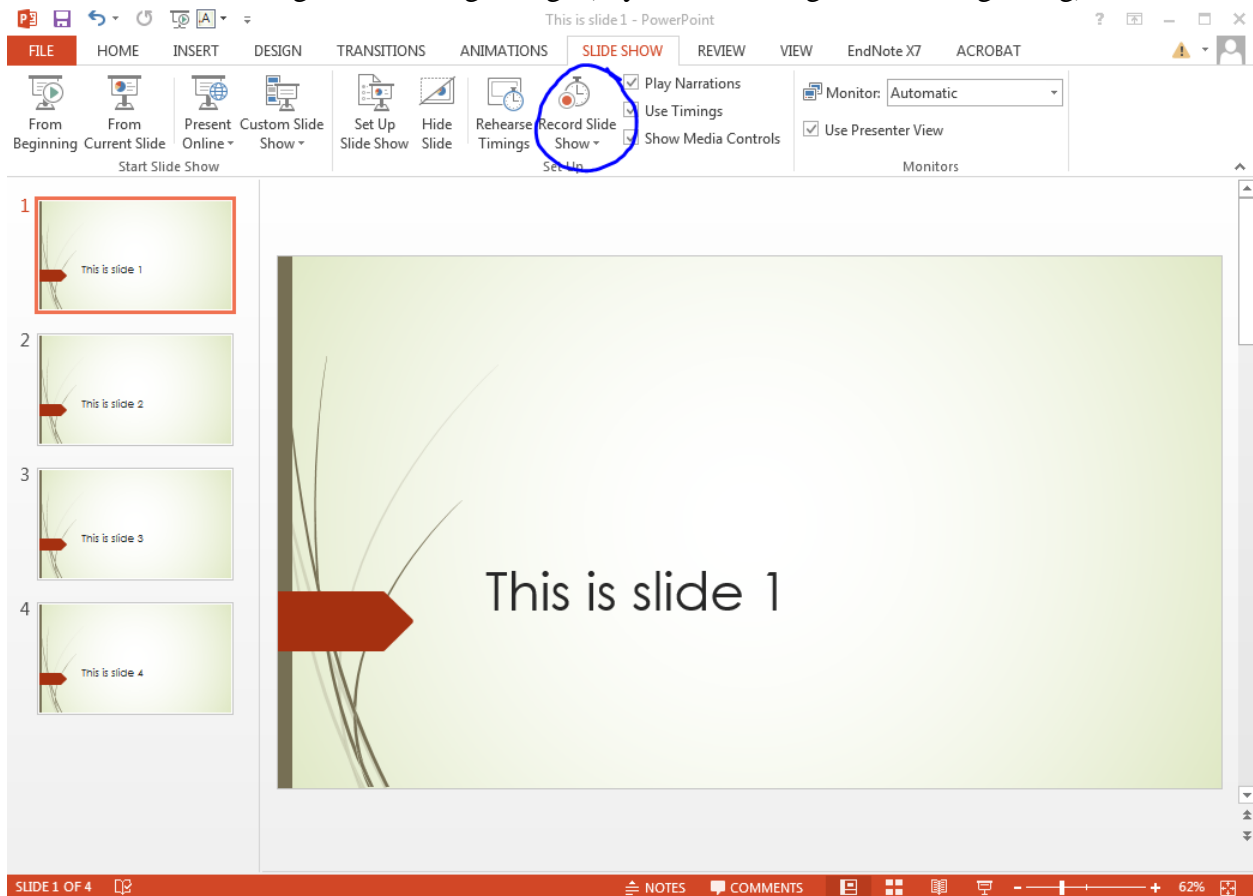 This is slide 1 - PowerPoint
FILE HOME INSERT DESIGN TRANSITIONS ANIMATIONS SLIDE SHOW REVIEW VIEW EndNote X7 ACROBAT
From Beginning
From Current Slide
Present Online
Custom Slide Show
Start Slide Show
Set Up Slide Show
Hide Slide
Rehearse Timings
Record Slide Show
Play Narrations
Use Timings
Show Media Controls
Set Up
Monitor: Automatic
Use Presenter View
Monitors
1
This is slide 1
2
This is slide 2
3
This is slide 3
4
This is slide 4
This is slide 1
SLIDE 1 OF 4
NOTES COMMENTS 62%